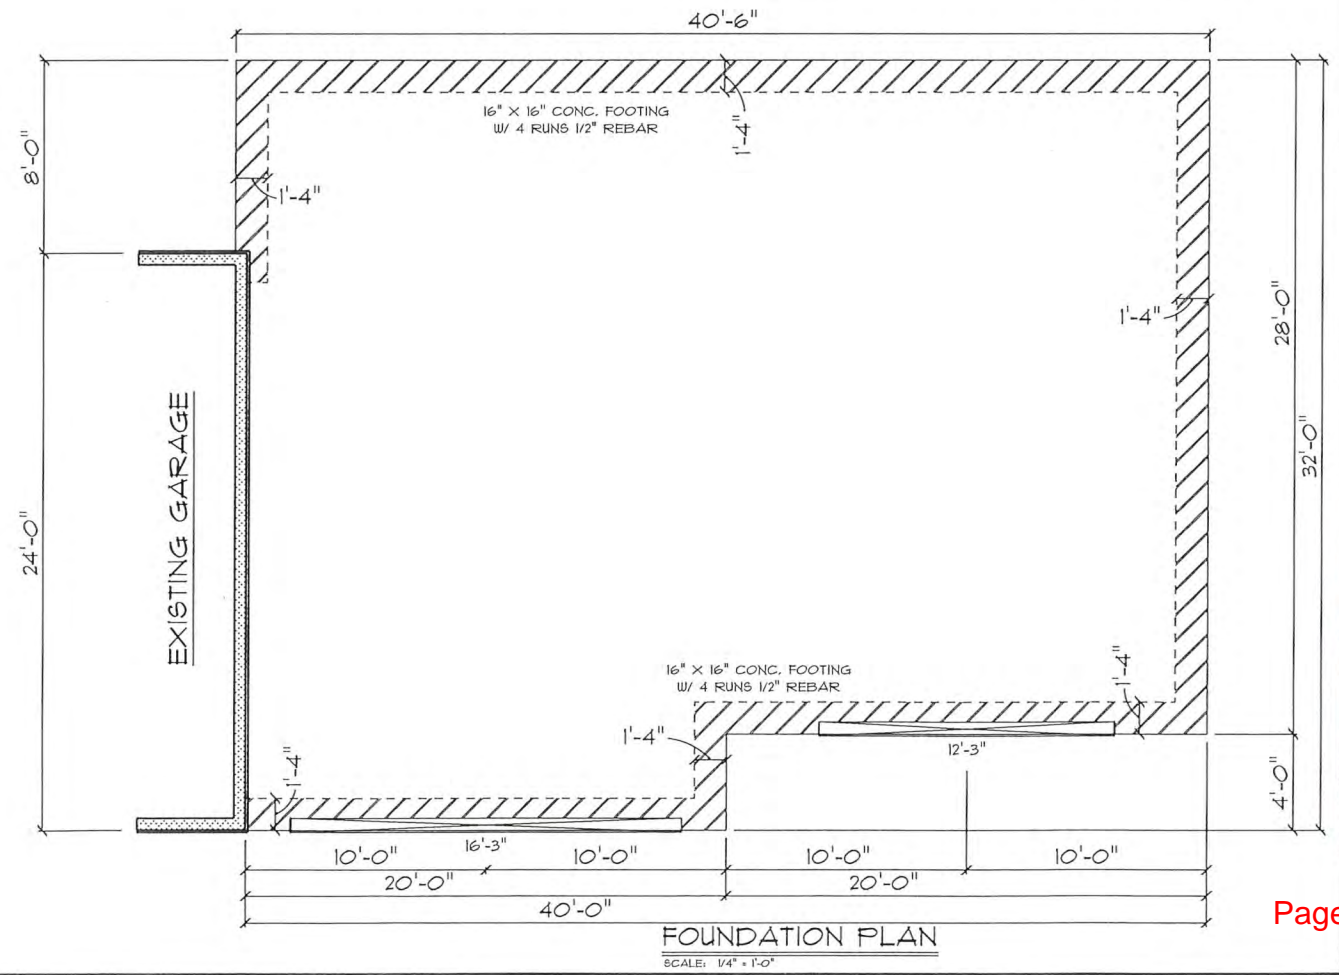 40'-6"
16" X 16" CONC. FOOTING
W/ 4 RUNS 1/2" REBAR
1'-4"
8'-0"
1'-4"
28'-0"
1'-4"
32'-0"
EXISTING GARAGE
24'-0"
16" X 16" CONC. FOOTING
W/ 4 RUNS 1/2" REBAR
1'-4"
1'-4"
12'-3"
1'-4"
4'-0"
16'-3"
10'-0" 10'-0" 10'-0" 10'-0"
20'-0" 20'-0"
40'-0"
Page
FOUNDATION PLAN
SCALE: 1/4" = 1'-0"